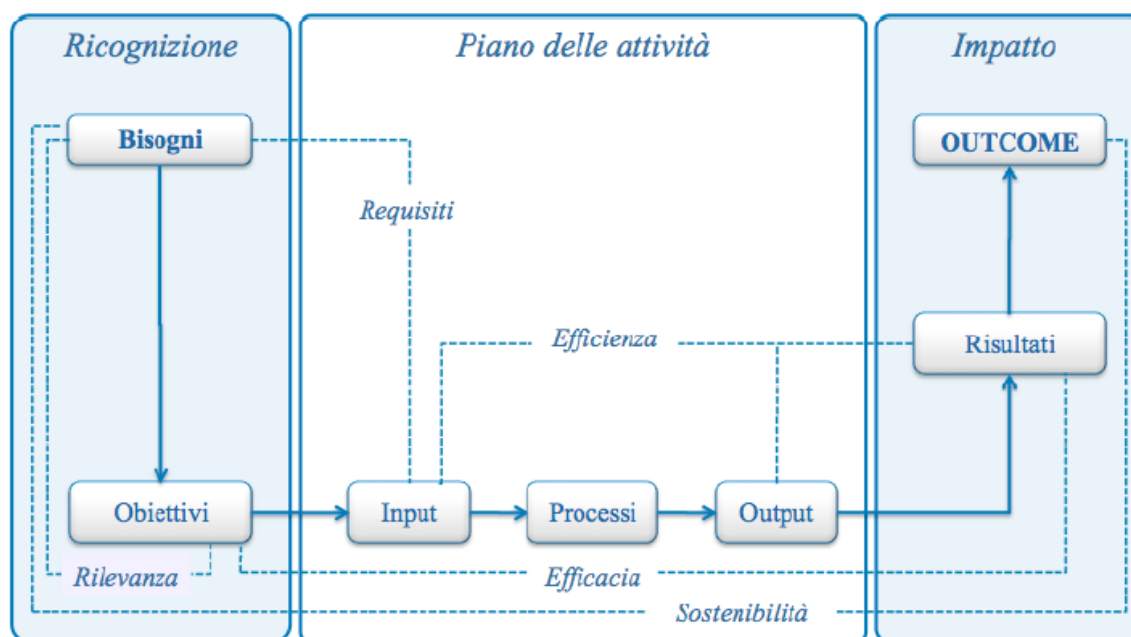 Ricognizione
Piano delle attività
Impatto
Bisogni
OUTCOME
Requisiti
Efficienza
Risultati
Obiettivi
Input
Processi
Output
Rilevanza
Efficacia
Sostenibilità